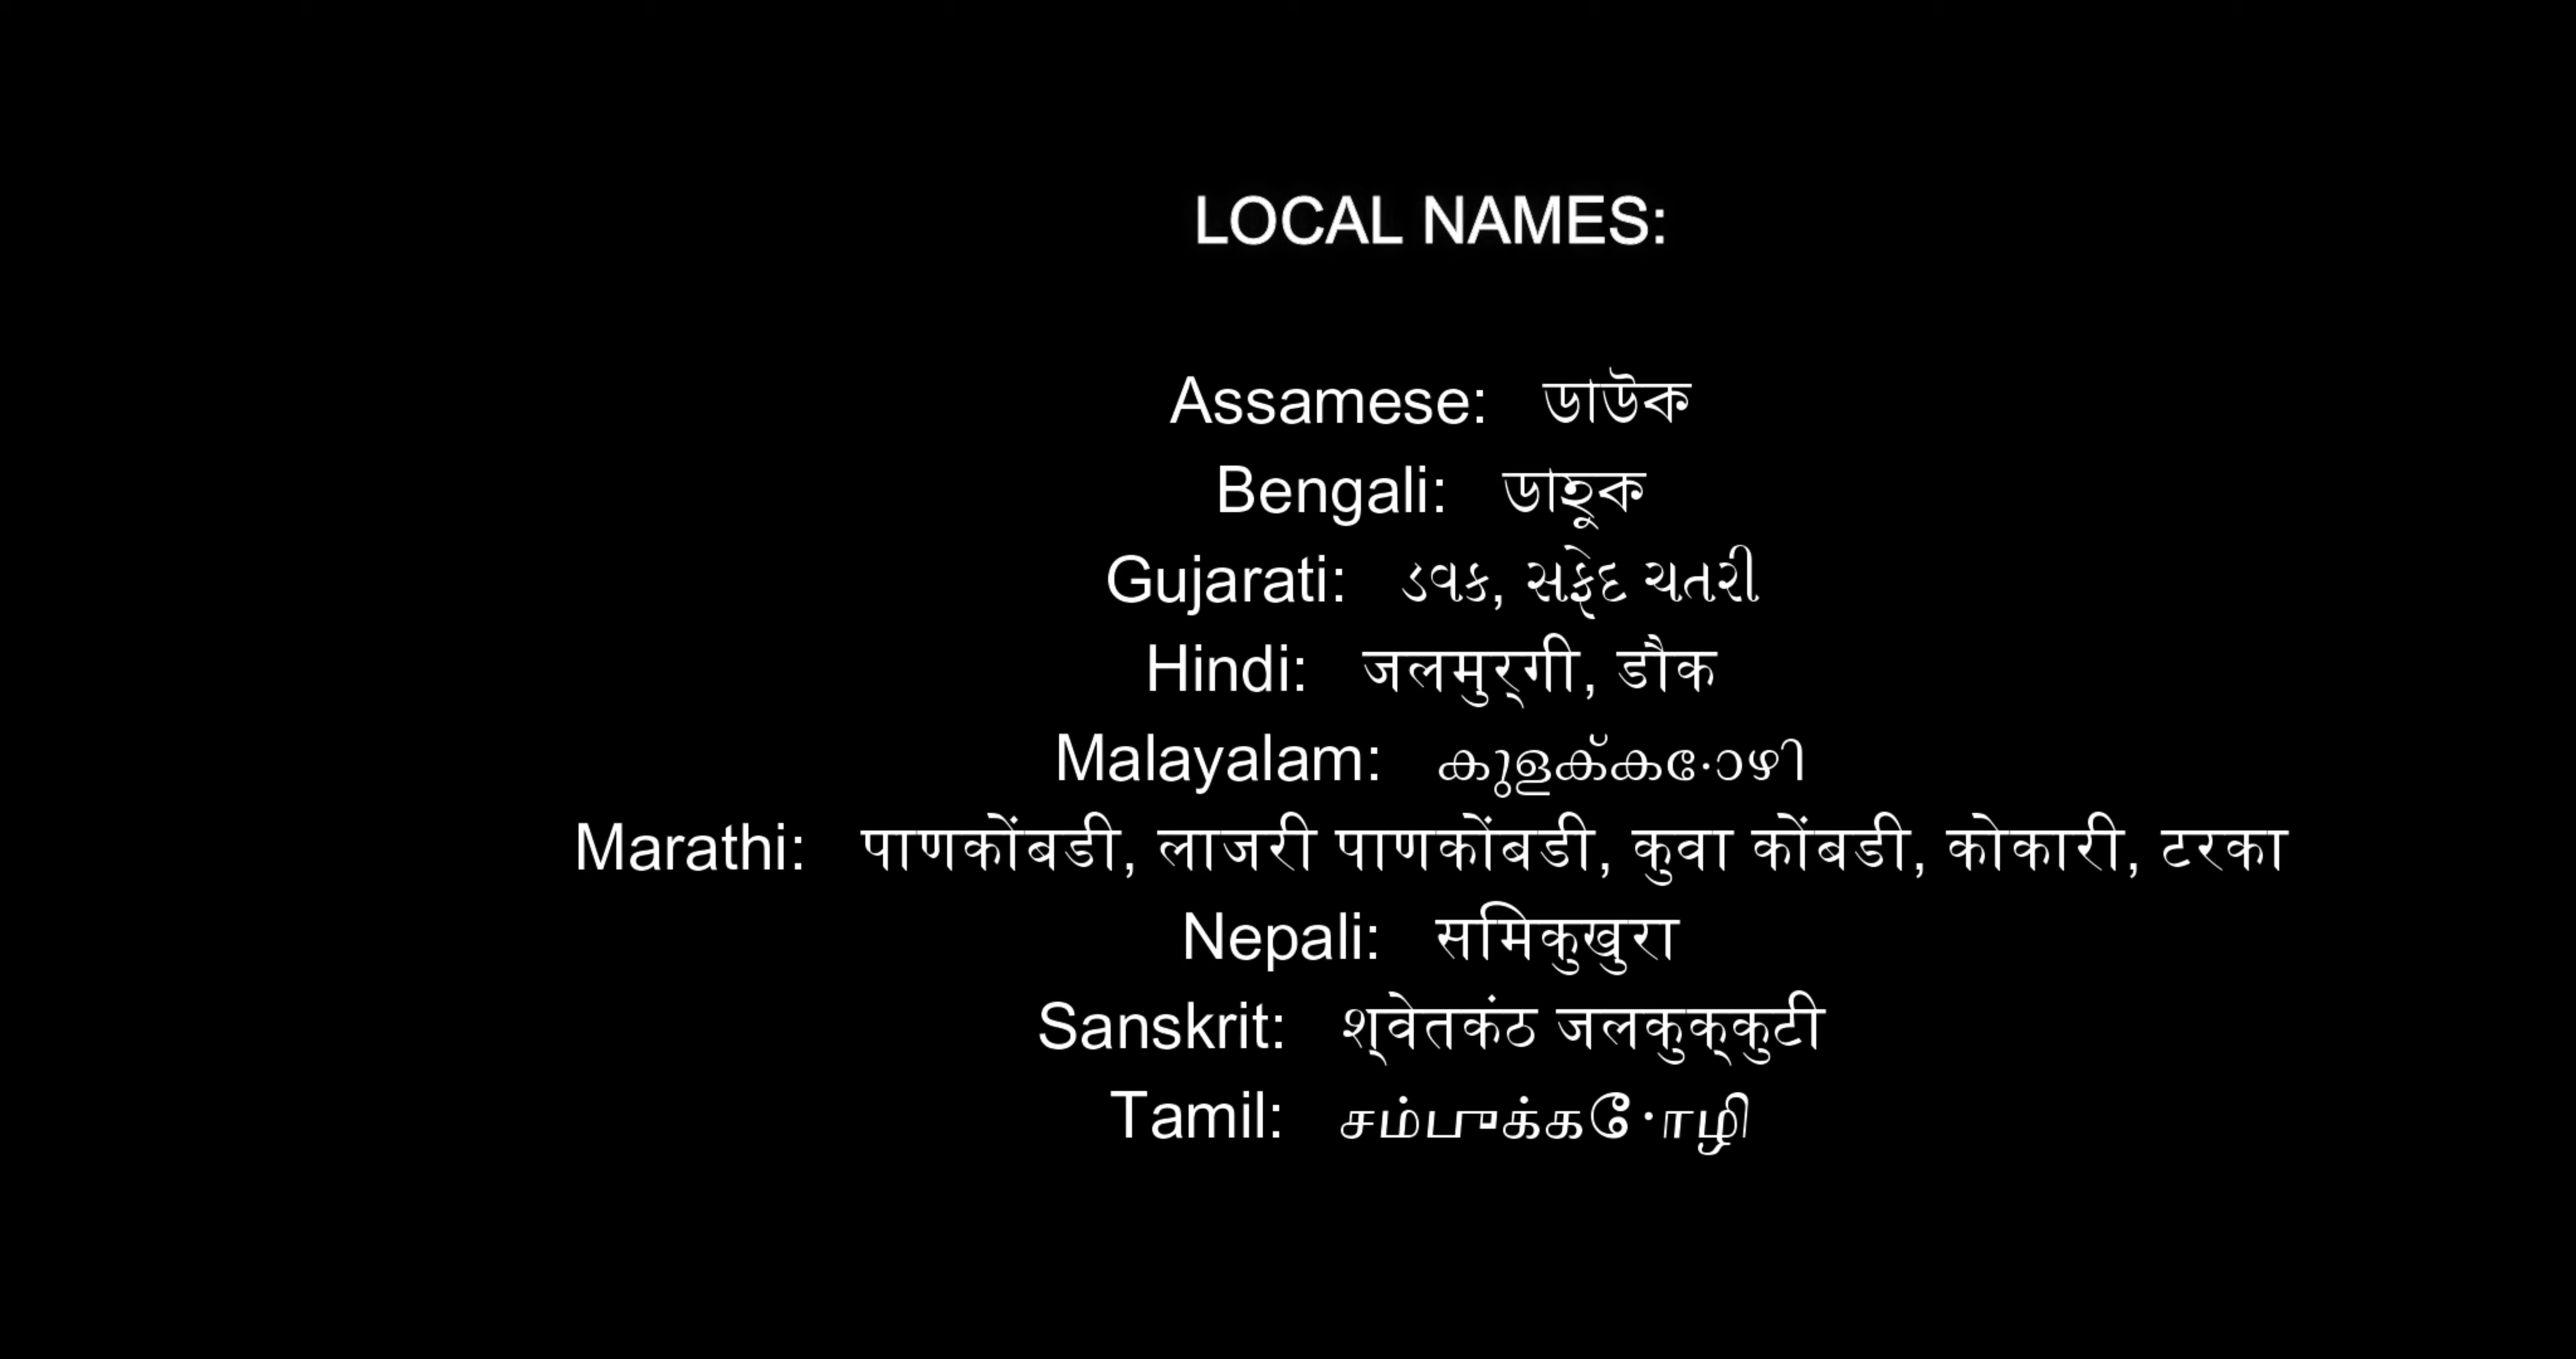 LOCAL NAMES:
Assamese: ডাউক
Bengali: ডাহুক
Gujarati: ડવક, સફેદ ચતરી
Hindi: जलमुर्गी, डौक
Malayalam: കുളക്കോഴി
Marathi: पाणकोंबडी, लाजरी पाणकोंबडी, कुवा कोंबडी, कोकारी, टरका
Nepali: समिकुखुरा
Sanskrit: श्वेतकंठ जलकुक्कुटी
Tamil: சம்புக்கோழி